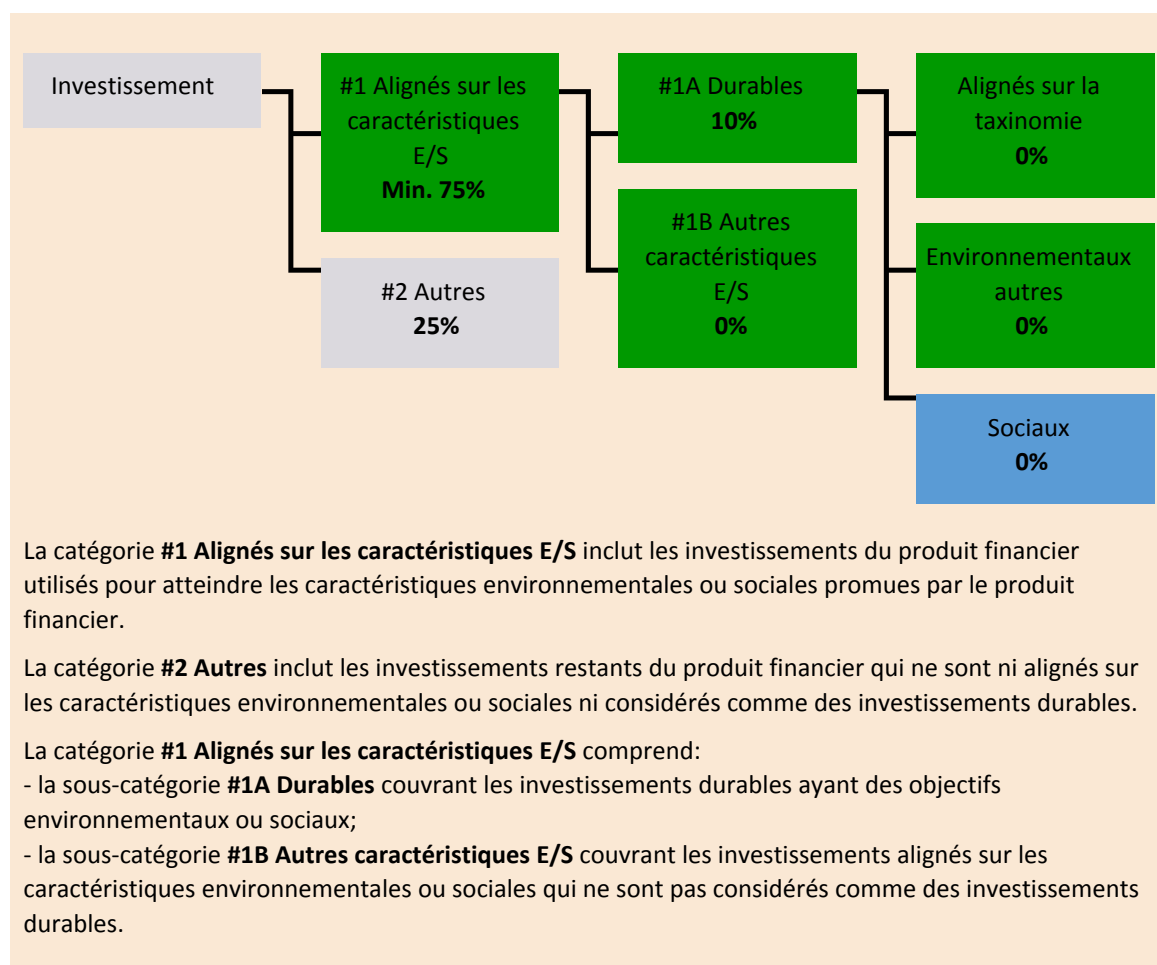 Investissement
#1 Alignés sur les
caractéristiques
E/S
Min. 75%
#2 Autres
25%
#1A Durables
10%
#1B Autres
caractéristiques
E/S
0%
Alignés sur la
taxinomie
0%
Environnementaux
autres
0%
Sociaux
0%
La catégorie #1 Alignés sur les caractéristiques E/S inclut les investissements du produit financier
utilisés pour atteindre les caractéristiques environnementales ou sociales promues par le produit
financier.
La catégorie #2 Autres inclut les investissements restants du produit financier qui ne sont ni alignés sur
les caractéristiques environnementales ou sociales ni considérés comme des investissements durables.
La catégorie #1 Alignés sur les caractéristiques E/S comprend:
- la sous-catégorie #1A Durables couvrant les investissements durables ayant des objectifs
environnementaux ou sociaux;
- la sous-catégorie #1B Autres caractéristiques E/S couvrant les investissements alignés sur les
caractéristiques environnementales ou sociales qui ne sont pas considérés comme des investissements
durables.